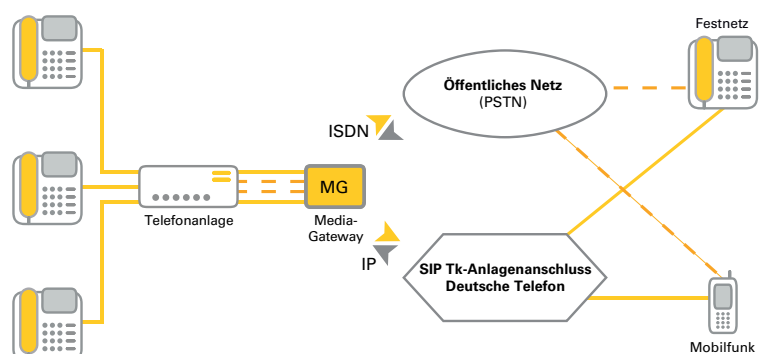 Festnetz
Öffentliches Netz
(PSTN)
ISDN
MG
Telefonanlage
Media-
Gateway
IP
SIP Tk-Anlagenanschluss
Deutsche Telefon
Mobilfunk